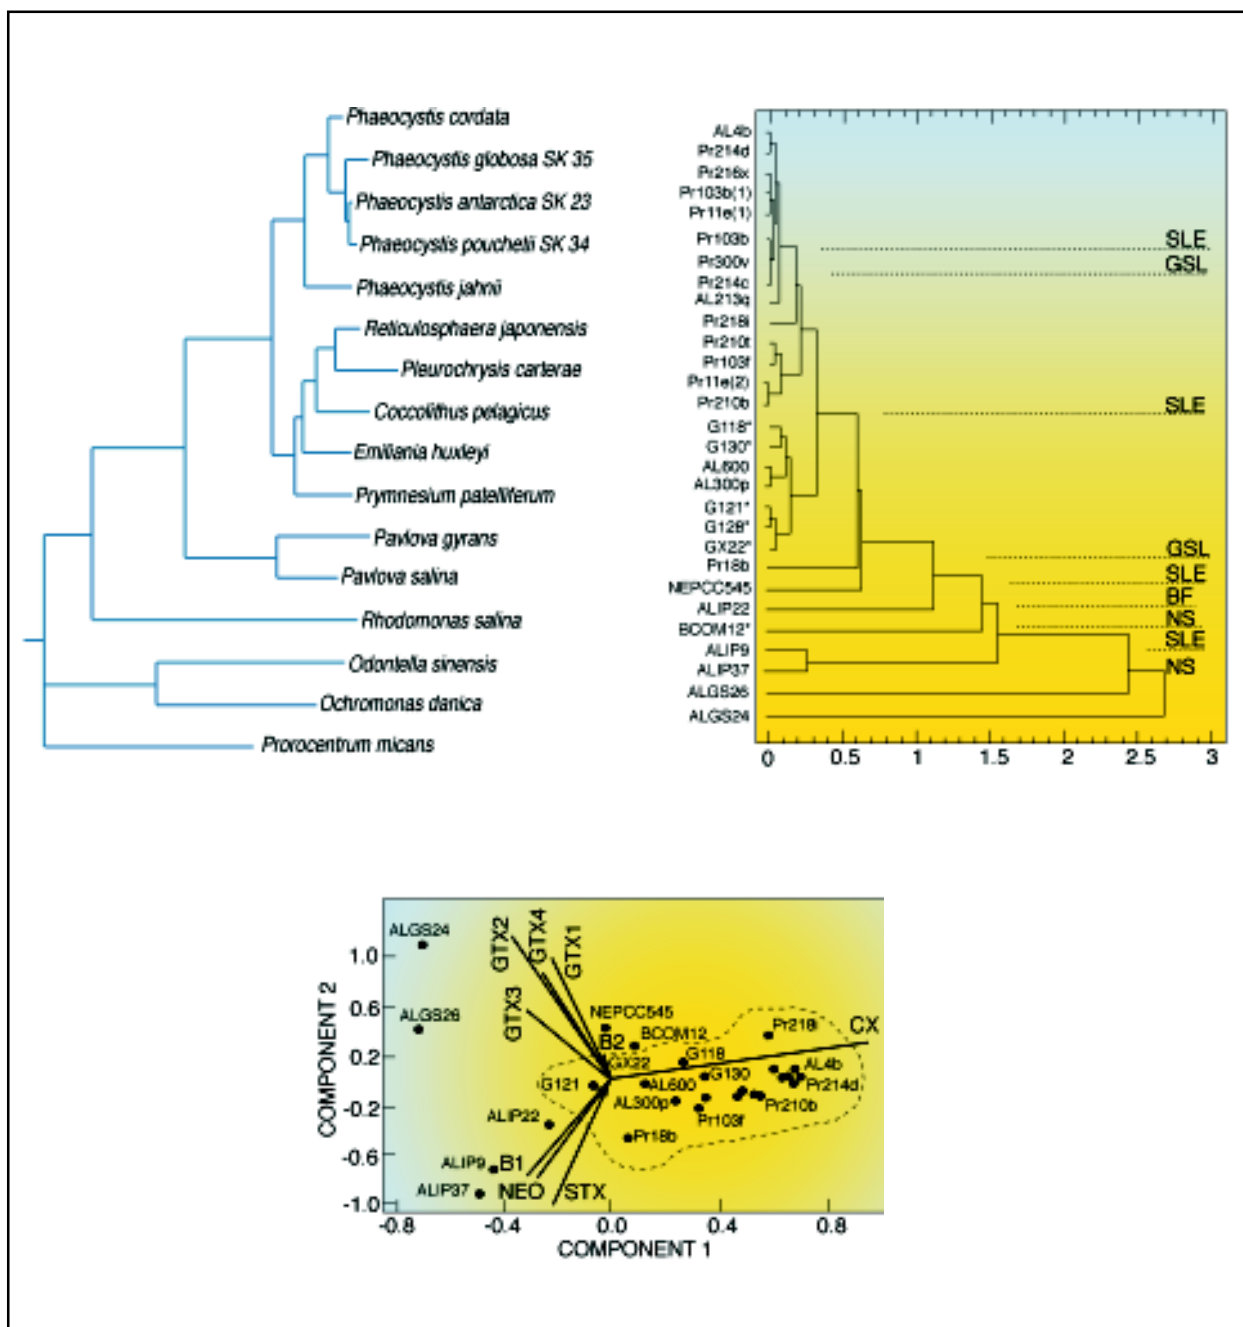 Phaeocystis cordata
Phaeocystis globosa SK 35
Phaeocystis antarctica SK 23
Phaeocystis pouchetii SK 34
Phaeocystis jahnii
Reticulosphaera japonensis
Pleurochrysis carterae
Coccolithus pelagicus
Emiliania huxleyi
Prymnesium patelliferum
Pavlova gyrans
Pavlova salina
Rhodomonas salina
Odontella sinensis
Ochromonas danica
Prorocentrum micans
AL4b
Pr214d
Pr216x
Pr103b(1)
Pr11e(1)
Pr103b
Pr300v
Pr214c
AL213q
Pr218i
Pr210t
Pr103f
Pr11e(2)
Pr210b
G118*
G130*
AL600
AL300p
G121*
G128*
GX22*
Pr18b
NEPCC545
ALIP22
BCOM12*
ALIP9
ALIP37
ALGS26
ALGS24
SLE
GSL
SLE
GSL
SLE
BF
NS
SLE
NS
0 0.5 1 1.5 2 2.5 3
COMPONENT 2
1.0
0.6
0.2
-0.2
-0.6
-1.0
ALGS24
ALGS26
GTX2
GTX4
GTX1
GTX3
NEPCC545
B2
BCOM12
GX22
G118
Pr218i
CX
G121
AL600
G130
AL4b
Pr214d
AL300p
Pr103f
Pr210b
ALIP22
Pr18b
ALIP9
B1
ALIP37
NEO
STX
-0.8 -0.4 0.0 0.4 0.8
COMPONENT 1